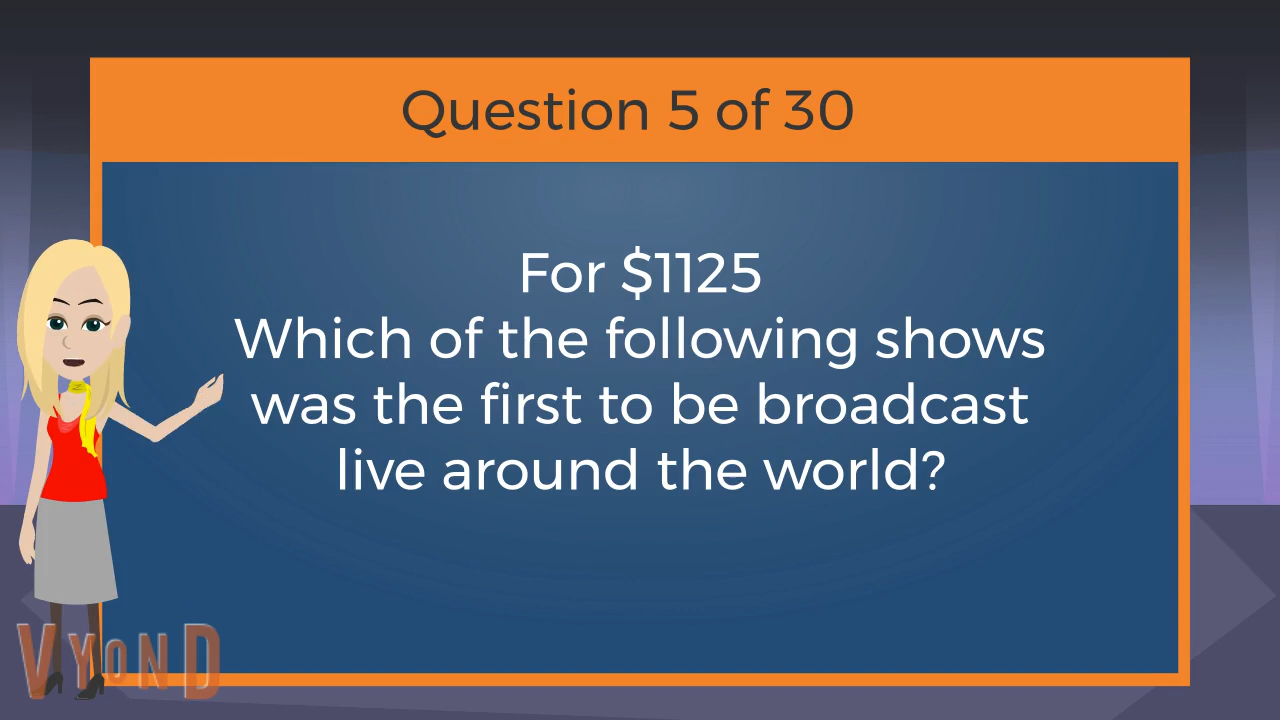 Question 5 of 30
For $1125
Which of the following shows
was the first to be broadcast
live around the world?
VYOND